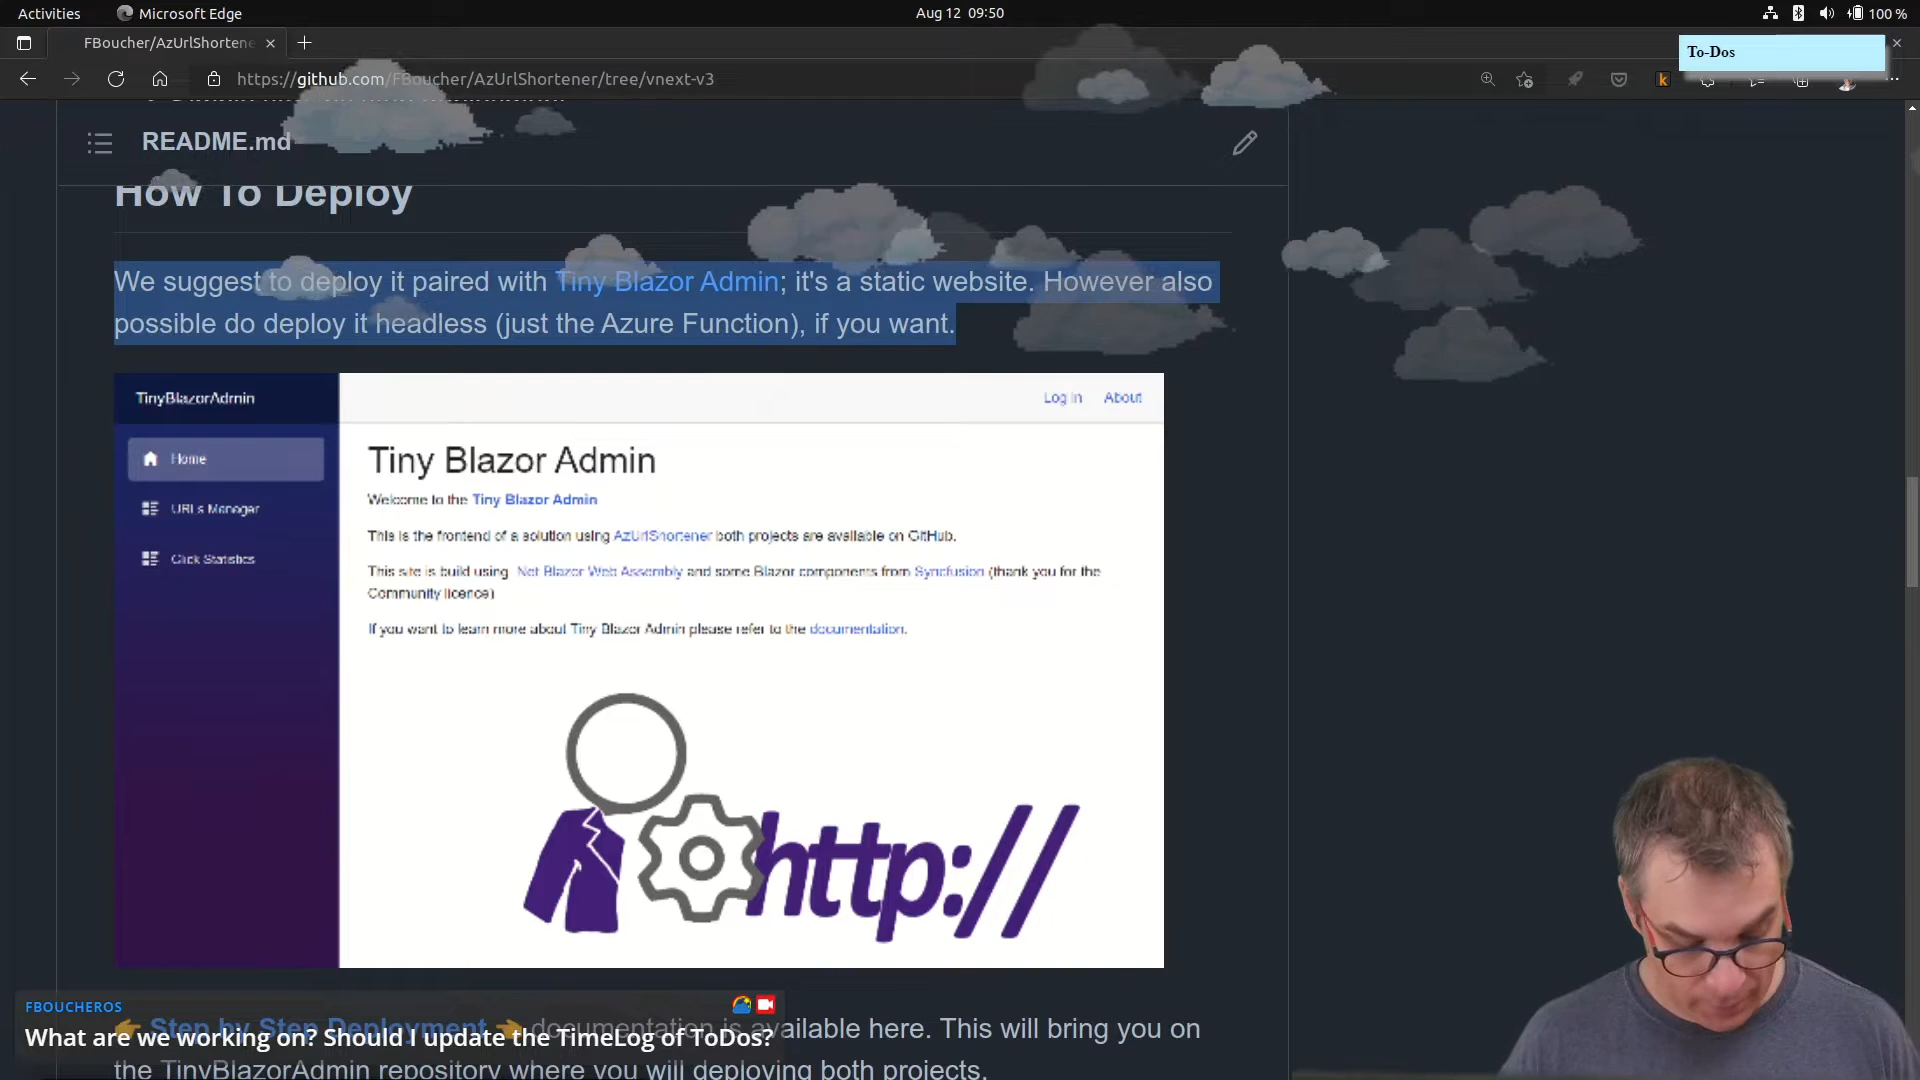 Activities Microsoft Edge Aug 12 09:50 100 %
FBoucher/AzUrlShortene
To-Dos
https://github.com/FBoucher/AzUrlShortener/tree/vnext-v3
README.md
How To Deploy
We suggest to deploy it paired with Tiny Blazor Admin; it's a static website. However also
possible do deploy it headless (just the Azure Function), if you want.
TinyBlazorAdmin Log in About
Home
URLs Manager
Click Statistics
Tiny Blazor Admin
Welcome to the Tiny Blazor Admin
This is the frontend of a solution using AzUrlShortener both projects are available on GitHub.
This site is build using .Net Blazor Web Assembly and some Blazor components from Syncfusion (thank you for the
Community licence)
If you want to learn more about Tiny Blazor Admin please refer to the documentation.
http://
FBOUCHEROS
What are we working on? Should I update the TimeLog of ToDos?
Step by Step Deployment documentation is available here. This will bring you on
the TinyBlazorAdmin repository where you will deploying both projects.